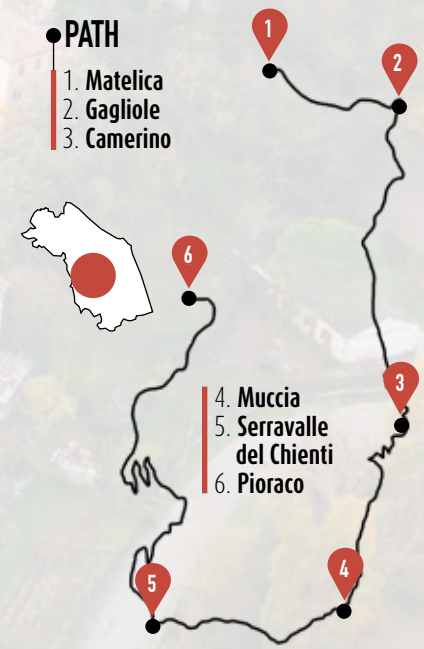 PATH
1. Matelica
2. Gagliole
3. Camerino
4. Muccia
5. Serravalle
del Chienti
6. Pioraco
1
2
3
4
5
6